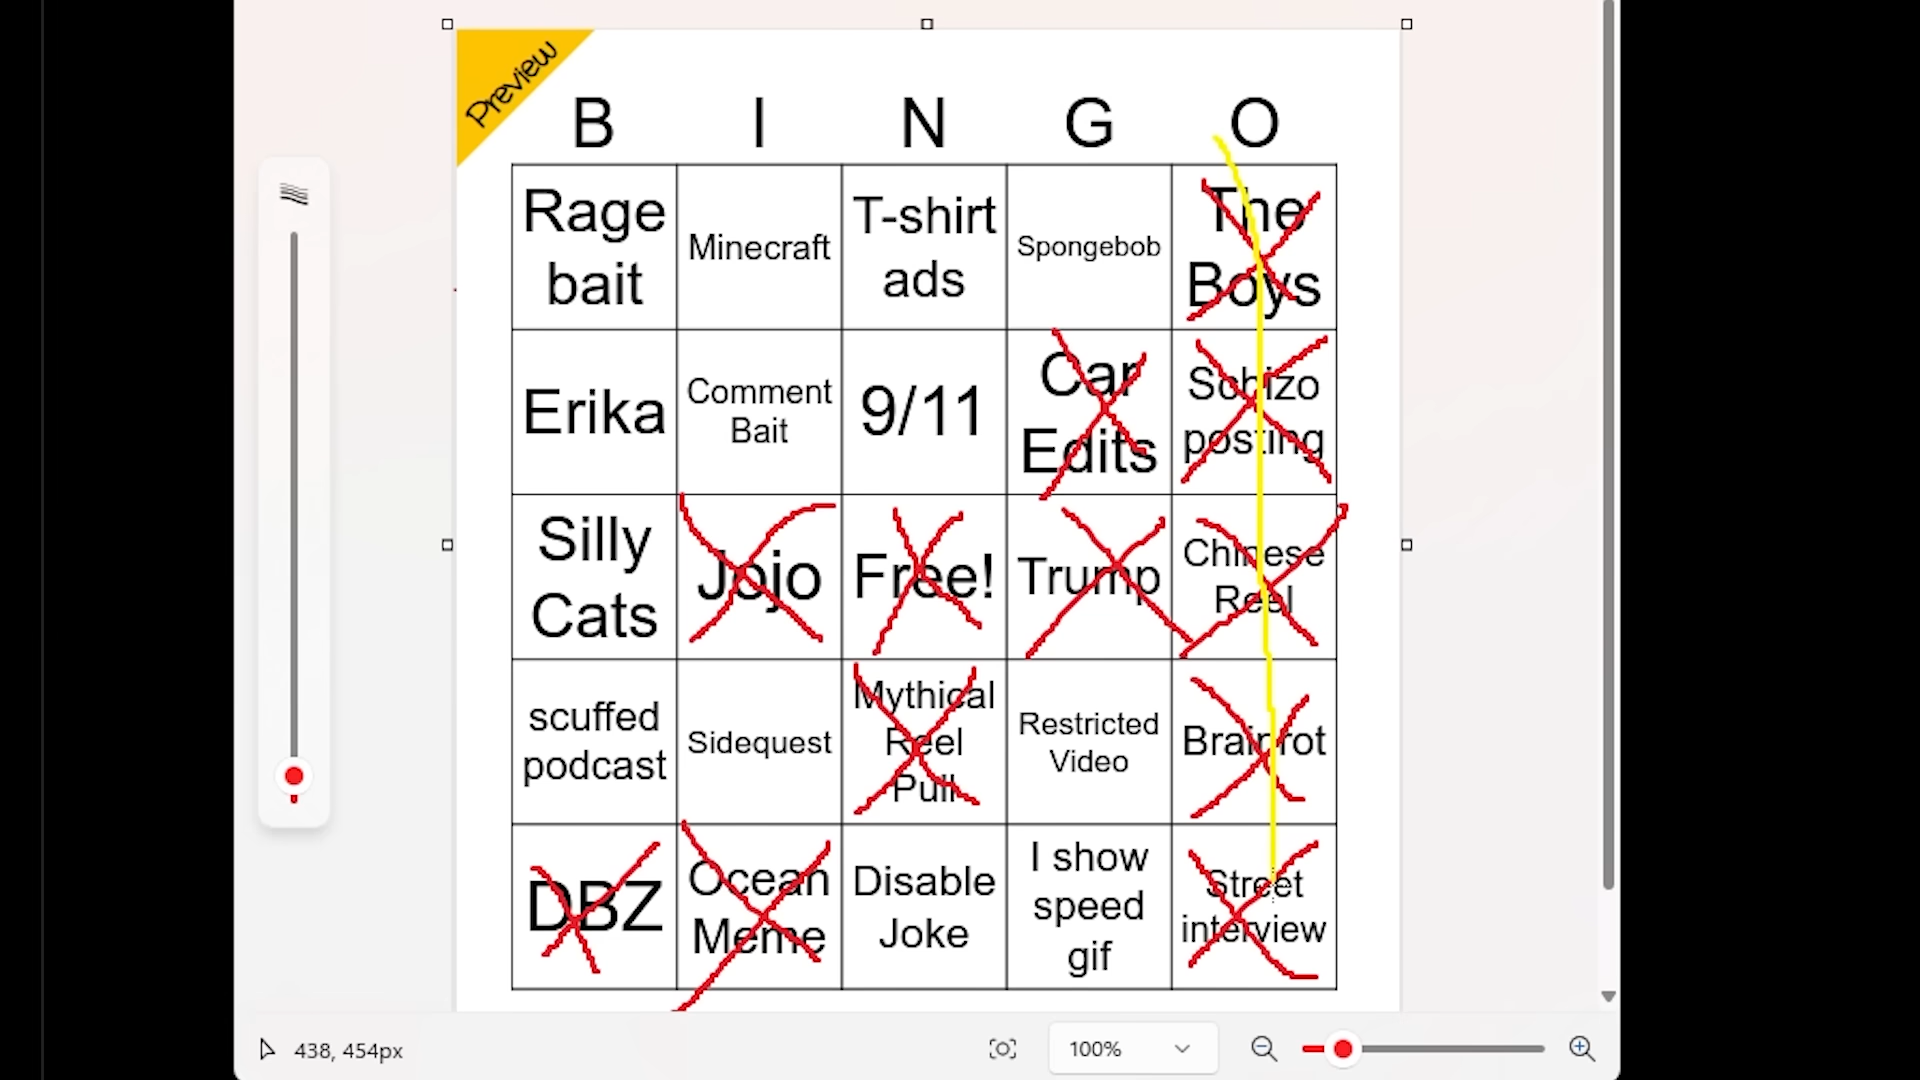 Preview
B I N G O
Rage
bait
Minecraft
T-shirt
ads
Spongebob
The
Boys
Erika
Comment
Bait
9/11
Car
Edits
Schizo
posting
Silly
Cats
Jojo
Free!
Trump
Chinese
Reel
scuffed
podcast
Sidequest
Mythical
Reel
Pull
Restricted
Video
Brainrot
DBZ
Ocean
Meme
Disable
Joke
I show
speed
gif
Street
interview
438, 454px
100%